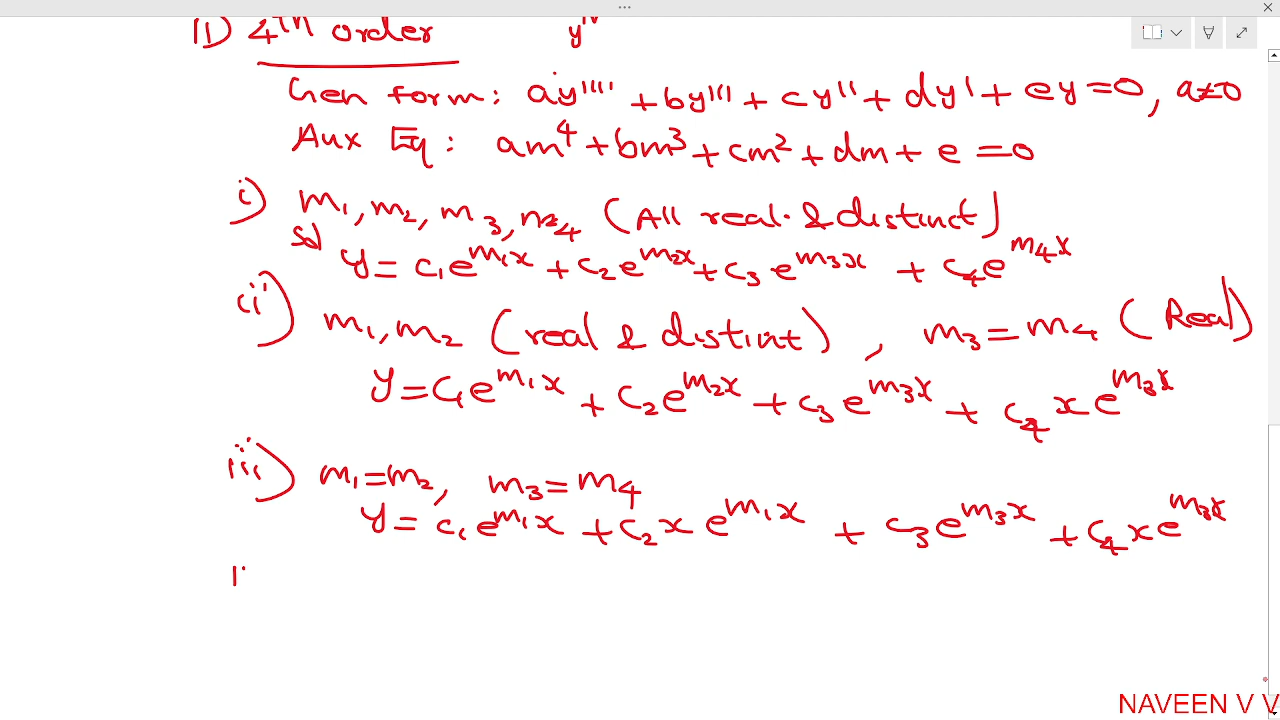 II) 4th order y^IV
Gen form: ay'''' + by''' + cy'' + dy' + ey = 0, a≠0
Aux Eq: am⁴ + bm³ + cm² + dm + e = 0
i) m₁, m₂, m₃, m₄ (All real & distinct)
Sol
y = c₁e^{m₁x} + c₂e^{m₂x} + c₃e^{m₃x} + c₄e^{m₄x}
ii) m₁, m₂ (real & distint), m₃ = m₄ (Real)
y = c₁e^{m₁x} + c₂e^{m₂x} + c₃e^{m₃x} + c₄xe^{m₃x}
iii) m₁ = m₂, m₃ = m₄
y = c₁e^{m₁x} + c₂xe^{m₁x} + c₃e^{m₃x} + c₄xe^{m₃x}
NAVEEN V V